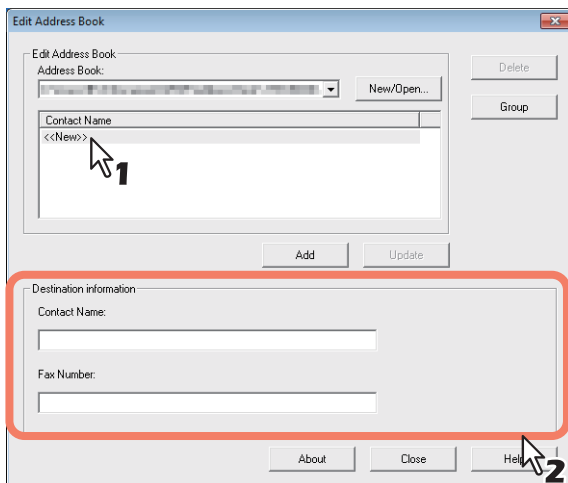 Edit Address Book
Edit Address Book
Address Book:
New/Open...
Delete
Group
Contact Name
<<New>>
1
Add
Update
Destination information
Contact Name:
Fax Number:
About
Close
Help
2